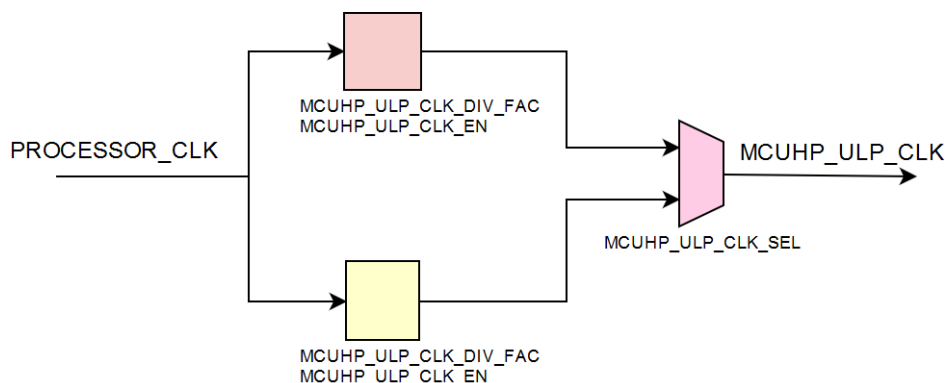 MCUHP_ULP_CLK_DIV_FAC
MCUHP_ULP_CLK_EN
PROCESSOR_CLK
MCUHP_ULP_CLK
MCUHP_ULP_CLK_SEL
MCUHP_ULP_CLK_DIV_FAC
MCUHP_ULP_CLK_EN